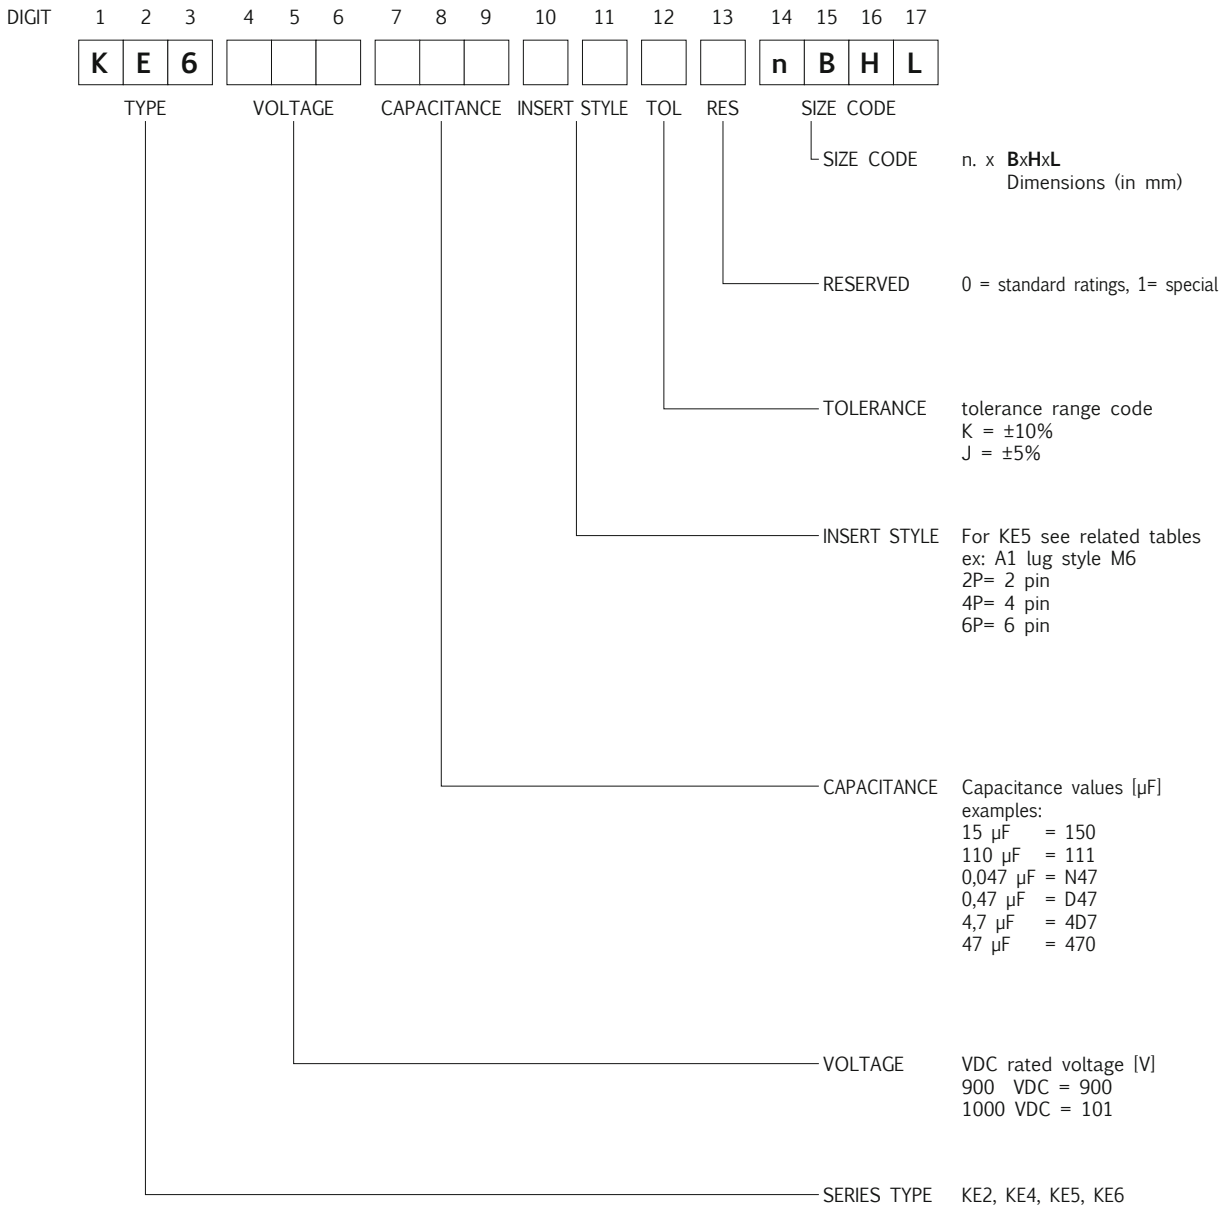 DIGIT 1 2 3 4 5 6 7 8 9 10 11 12 13 14 15 16 17
K E 6 n B H L
TYPE VOLTAGE CAPACITANCE INSERT STYLE TOL RES SIZE CODE
SIZE CODE n. x BxHxL
Dimensions (in mm)
RESERVED 0 = standard ratings, 1= special
TOLERANCE tolerance range code
K = ±10%
J = ±5%
INSERT STYLE For KE5 see related tables
ex: A1 lug style M6
2P= 2 pin
4P= 4 pin
6P= 6 pin
CAPACITANCE Capacitance values [µF]
examples:
15 µF = 150
110 µF = 111
0,047 µF = N47
0,47 µF = D47
4,7 µF = 4D7
47 µF = 470
VOLTAGE VDC rated voltage [V]
900 VDC = 900
1000 VDC = 101
SERIES TYPE KE2, KE4, KE5, KE6